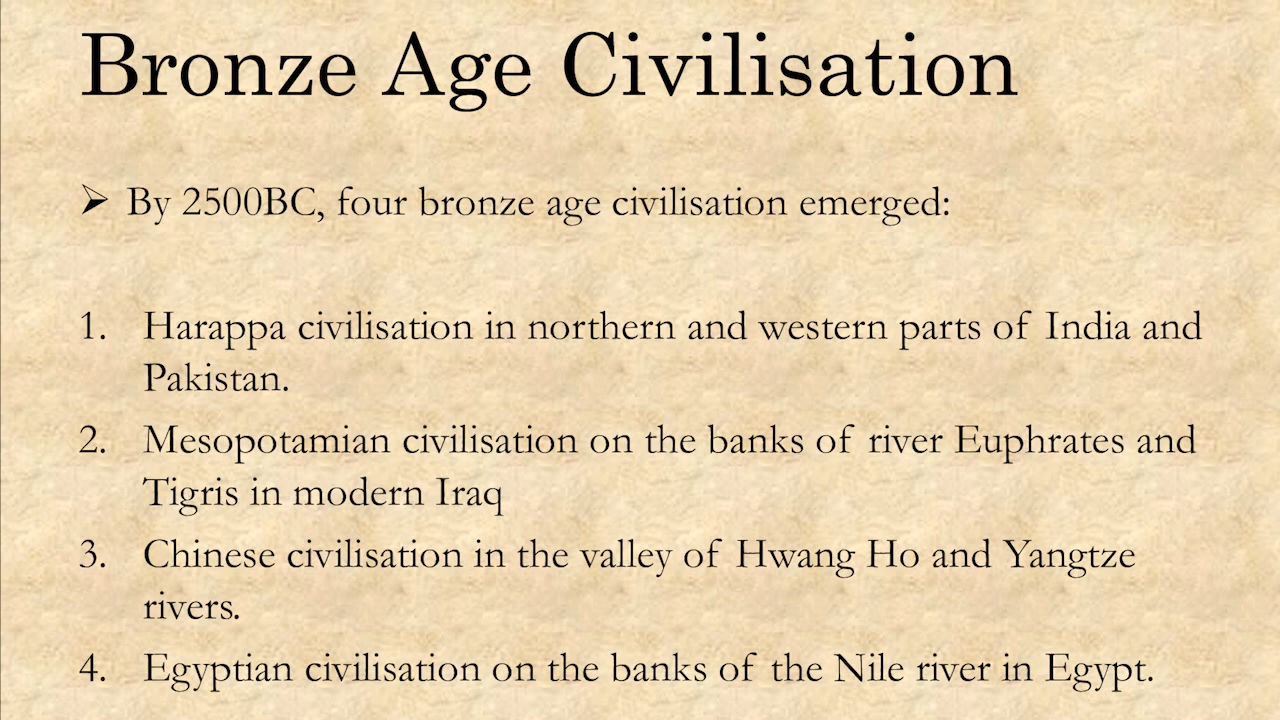 Bronze Age Civilisation
➢ By 2500BC, four bronze age civilisation emerged:
1. Harappa civilisation in northern and western parts of India and
Pakistan.
2. Mesopotamian civilisation on the banks of river Euphrates and
Tigris in modern Iraq
3. Chinese civilisation in the valley of Hwang Ho and Yangtze
rivers.
4. Egyptian civilisation on the banks of the Nile river in Egypt.